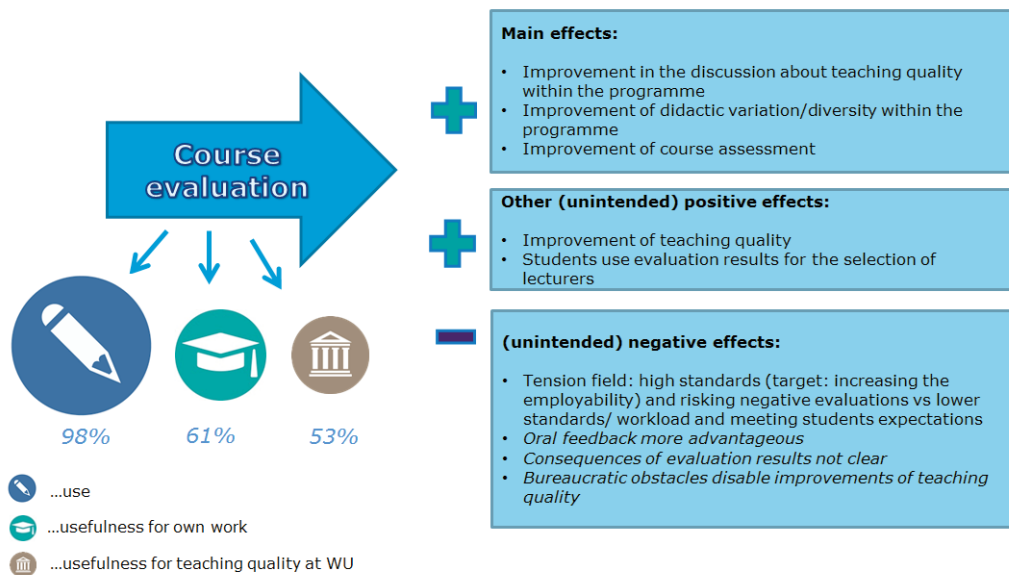 Course
evaluation
98%
61%
53%
...use
...usefulness for own work
...usefulness for teaching quality at WU
Main effects:
• Improvement in the discussion about teaching quality
within the programme
• Improvement of didactic variation/diversity within the
programme
• Improvement of course assessment
Other (unintended) positive effects:
• Improvement of teaching quality
• Students use evaluation results for the selection of
lecturers
(unintended) negative effects:
• Tension field: high standards (target: increasing the
employability) and risking negative evaluations vs lower
standards/ workload and meeting students expectations
• Oral feedback more advantageous
• Consequences of evaluation results not clear
• Bureaucratic obstacles disable improvements of teaching
quality